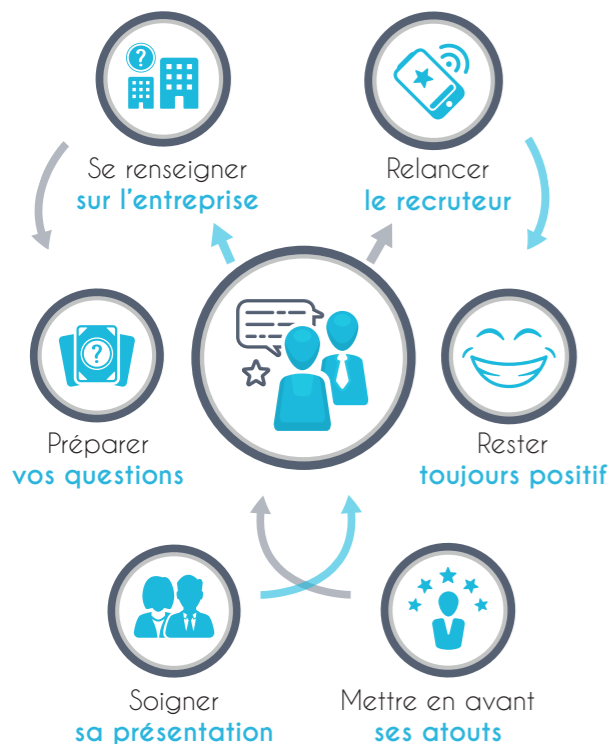 Se renseigner
sur l'entreprise
Relancer
le recruteur
?
?
Préparer
vos questions
Rester
toujours positif
Soigner
sa présentation
Mettre en avant
ses atouts